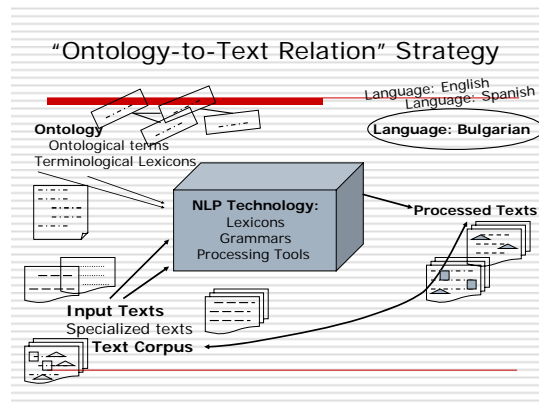 “Ontology-to-Text Relation” Strategy
Language: English
Language: Spanish
Language: Bulgarian
Ontology
Ontological terms
Terminological Lexicons
NLP Technology:
Lexicons
Grammars
Processing Tools
Processed Texts
Input Texts
Specialized texts
Text Corpus